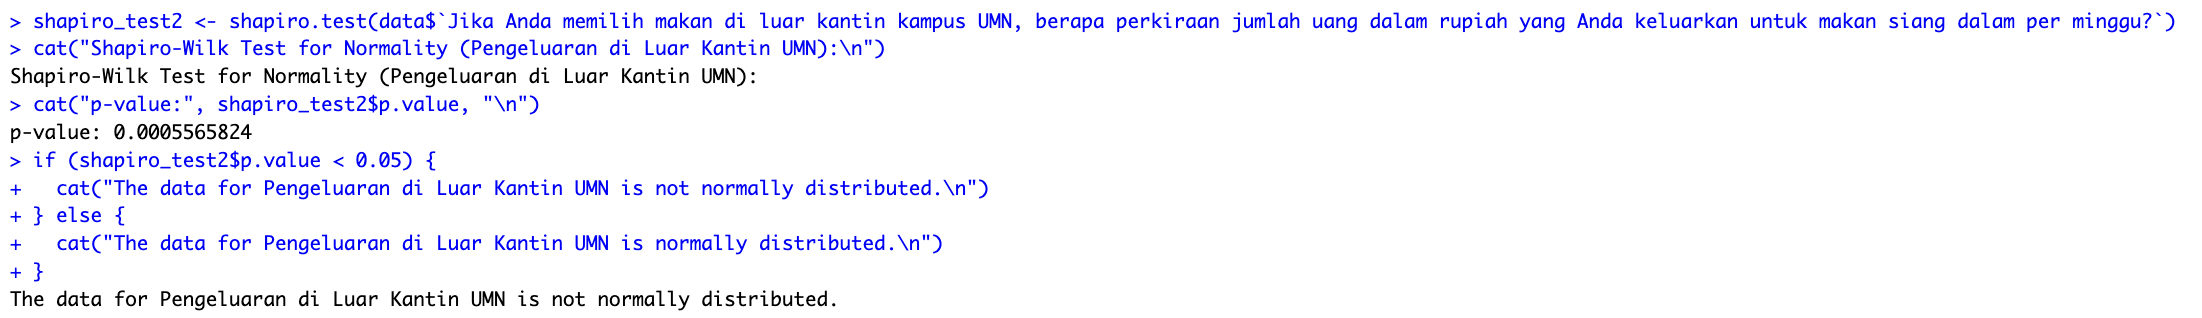 > shapiro_test2 <- shapiro.test(data$`Jika Anda memilih makan di luar kantin kampus UMN, berapa perkiraan jumlah uang dalam rupiah yang Anda keluarkan untuk makan siang dalam per minggu?`)
> cat("Shapiro-Wilk Test for Normality (Pengeluaran di Luar Kantin UMN):\n")
Shapiro-Wilk Test for Normality (Pengeluaran di Luar Kantin UMN):
> cat("p-value:", shapiro_test2$p.value, "\n")
p-value: 0.0005565824
> if (shapiro_test2$p.value < 0.05) {
+   cat("The data for Pengeluaran di Luar Kantin UMN is not normally distributed.\n")
+ } else {
+   cat("The data for Pengeluaran di Luar Kantin UMN is normally distributed.\n")
+ }
The data for Pengeluaran di Luar Kantin UMN is not normally distributed.